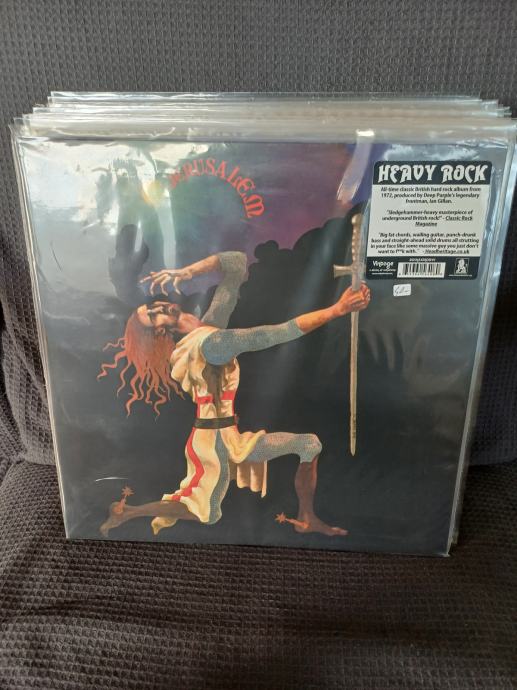 JERUSALEM
HEAVY ROCK
All-time classic British hard rock album from
1972, produced by Deep Purple's legendary
frontman, Ian Gillan.
"Sledgehammer-heavy masterpiece of
underground British rock!" - Classic Rock
Magazine
"Big fat chords, wailing guitar, punch-drunk
bass and straight-ahead solid drums all strutting
in your face like some massive guy you just don't
want to f**k with." - Headheritage.co.uk